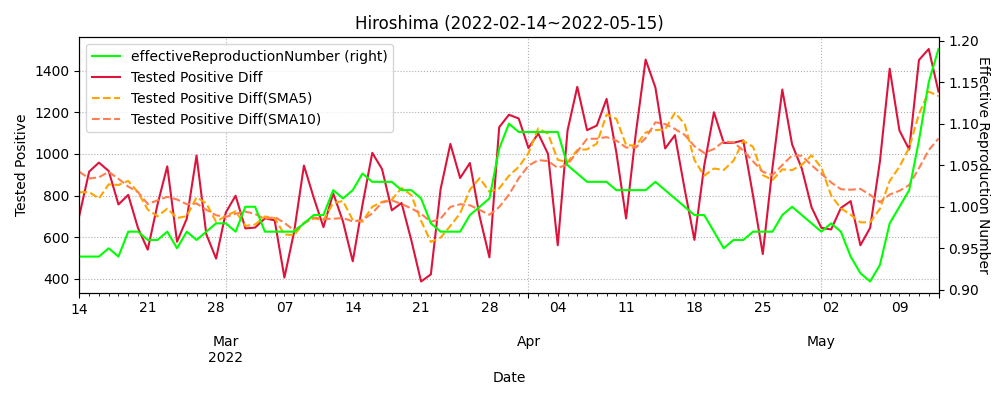 Hiroshima (2022-02-14~2022-05-15)
effectiveReproductionNumber (right)
Tested Positive Diff
Tested Positive Diff(SMA5)
Tested Positive Diff(SMA10)
Tested Positive
1400
1200
1000
800
600
400
1.20
1.15
1.10
1.05
1.00
0.95
0.90
Effective Reproduction Number
14 21 28 07 14 21 28 04 11 18 25 02 09
Mar Apr May
2022
Date